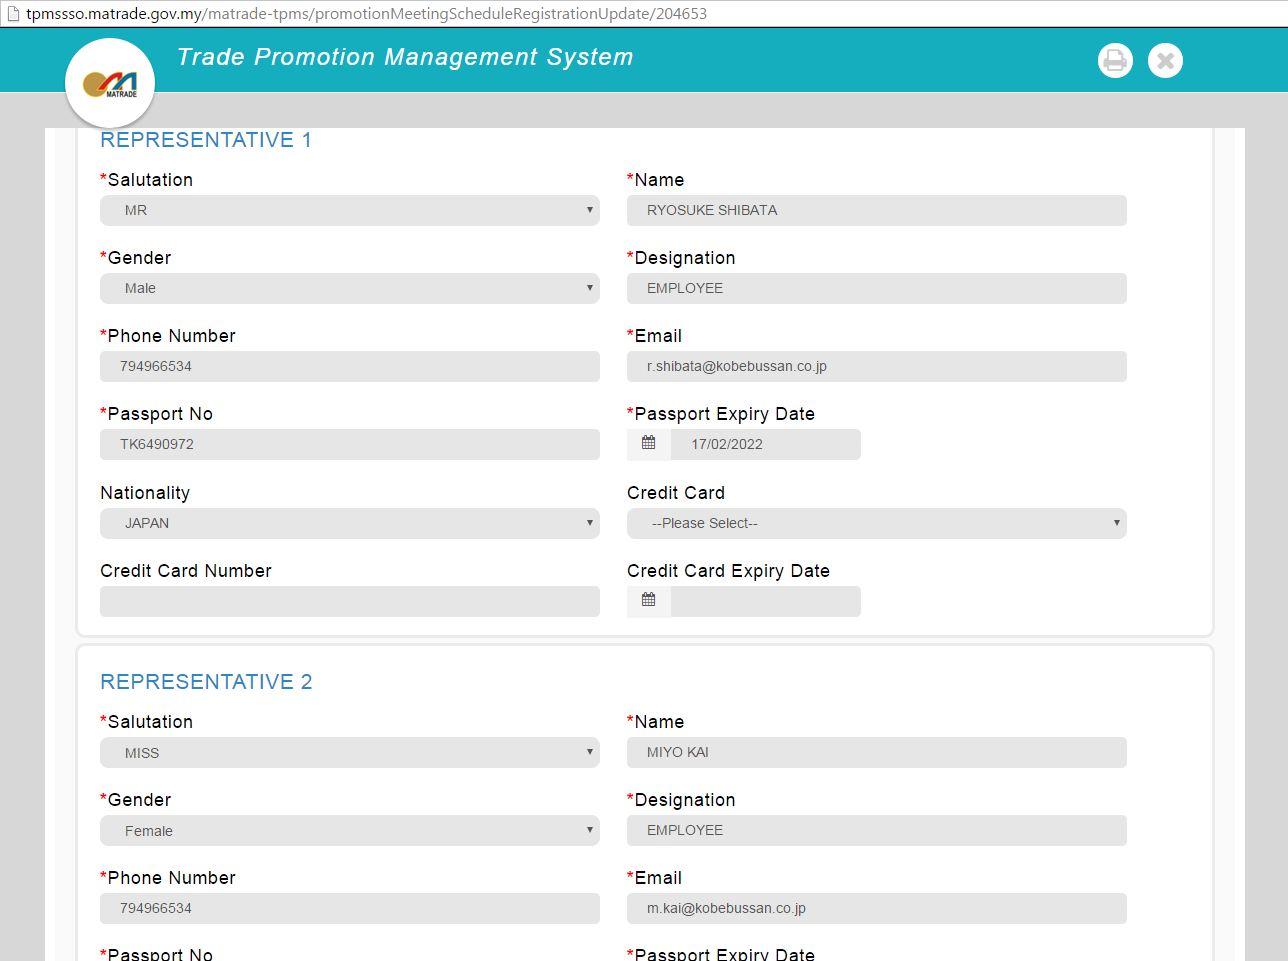 tpmssso.matrade.gov.my/matrade-tpms/promotionMeetingScheduleRegistrationUpdate/204653
Trade Promotion Management System
MATRADE
REPRESENTATIVE 1
*Salutation *Name
MR RYOSUKE SHIBATA
*Gender *Designation
Male EMPLOYEE
*Phone Number *Email
794966534 r.shibata@kobebussan.co.jp
*Passport No *Passport Expiry Date
TK6490972 17/02/2022
Nationality Credit Card
JAPAN --Please Select--
Credit Card Number Credit Card Expiry Date
REPRESENTATIVE 2
*Salutation *Name
MISS MIYO KAI
*Gender *Designation
Female EMPLOYEE
*Phone Number *Email
794966534 m.kai@kobebussan.co.jp
*Passport No *Passport Expiry Date